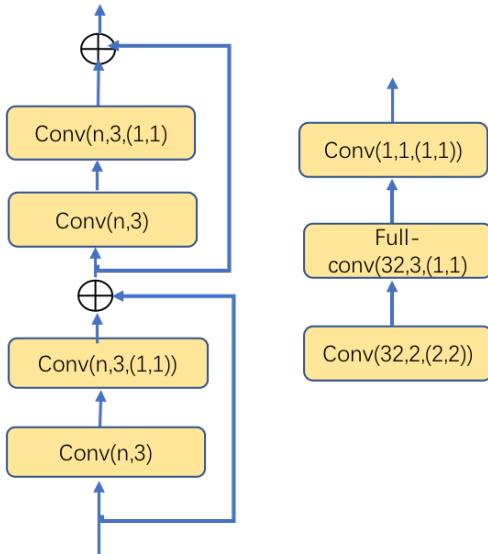 Conv(n,3,(1,1)
Conv(n,3)
Conv(n,3,(1,1))
Conv(n,3)
Conv(1,1,(1,1))
Full-
conv(32,3,(1,1)
Conv(32,2,(2,2))